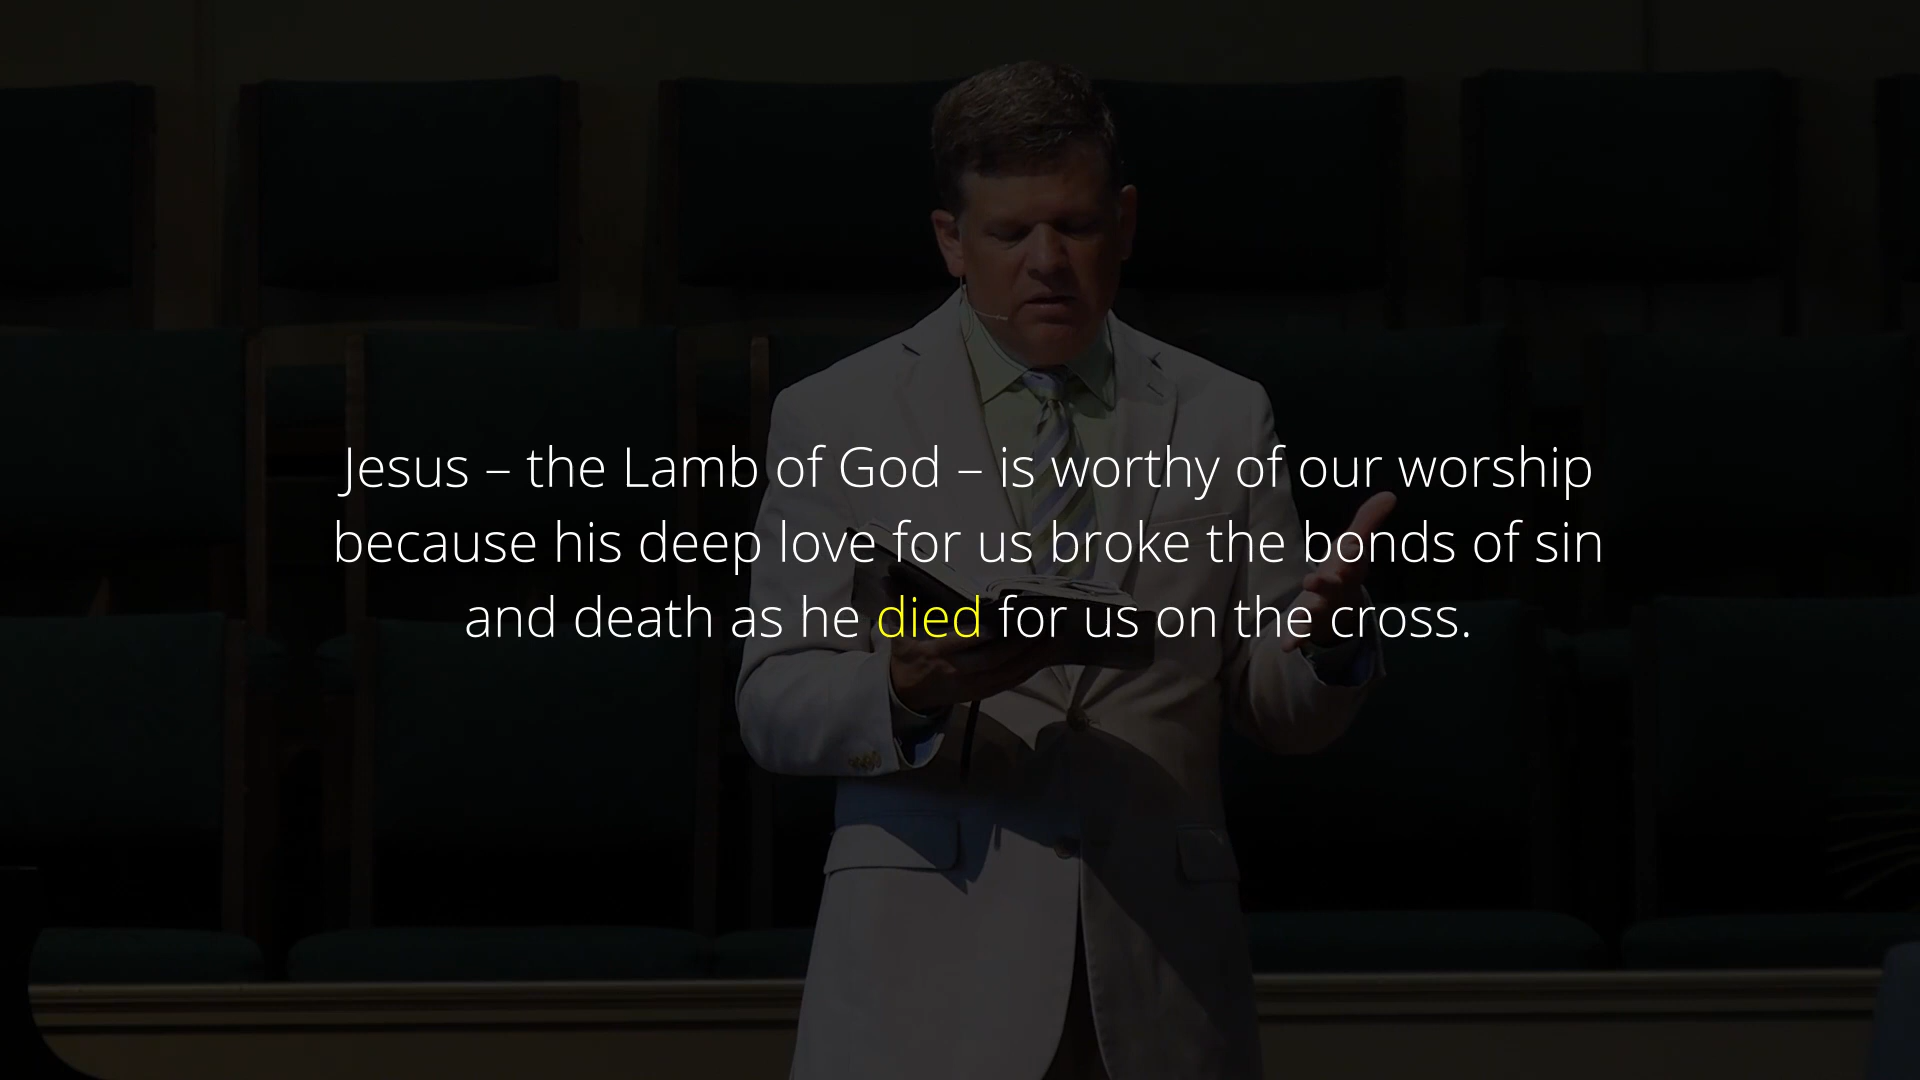 Jesus – the Lamb of God – is worthy of our worship
because his deep love for us broke the bonds of sin
and death as he died for us on the cross.